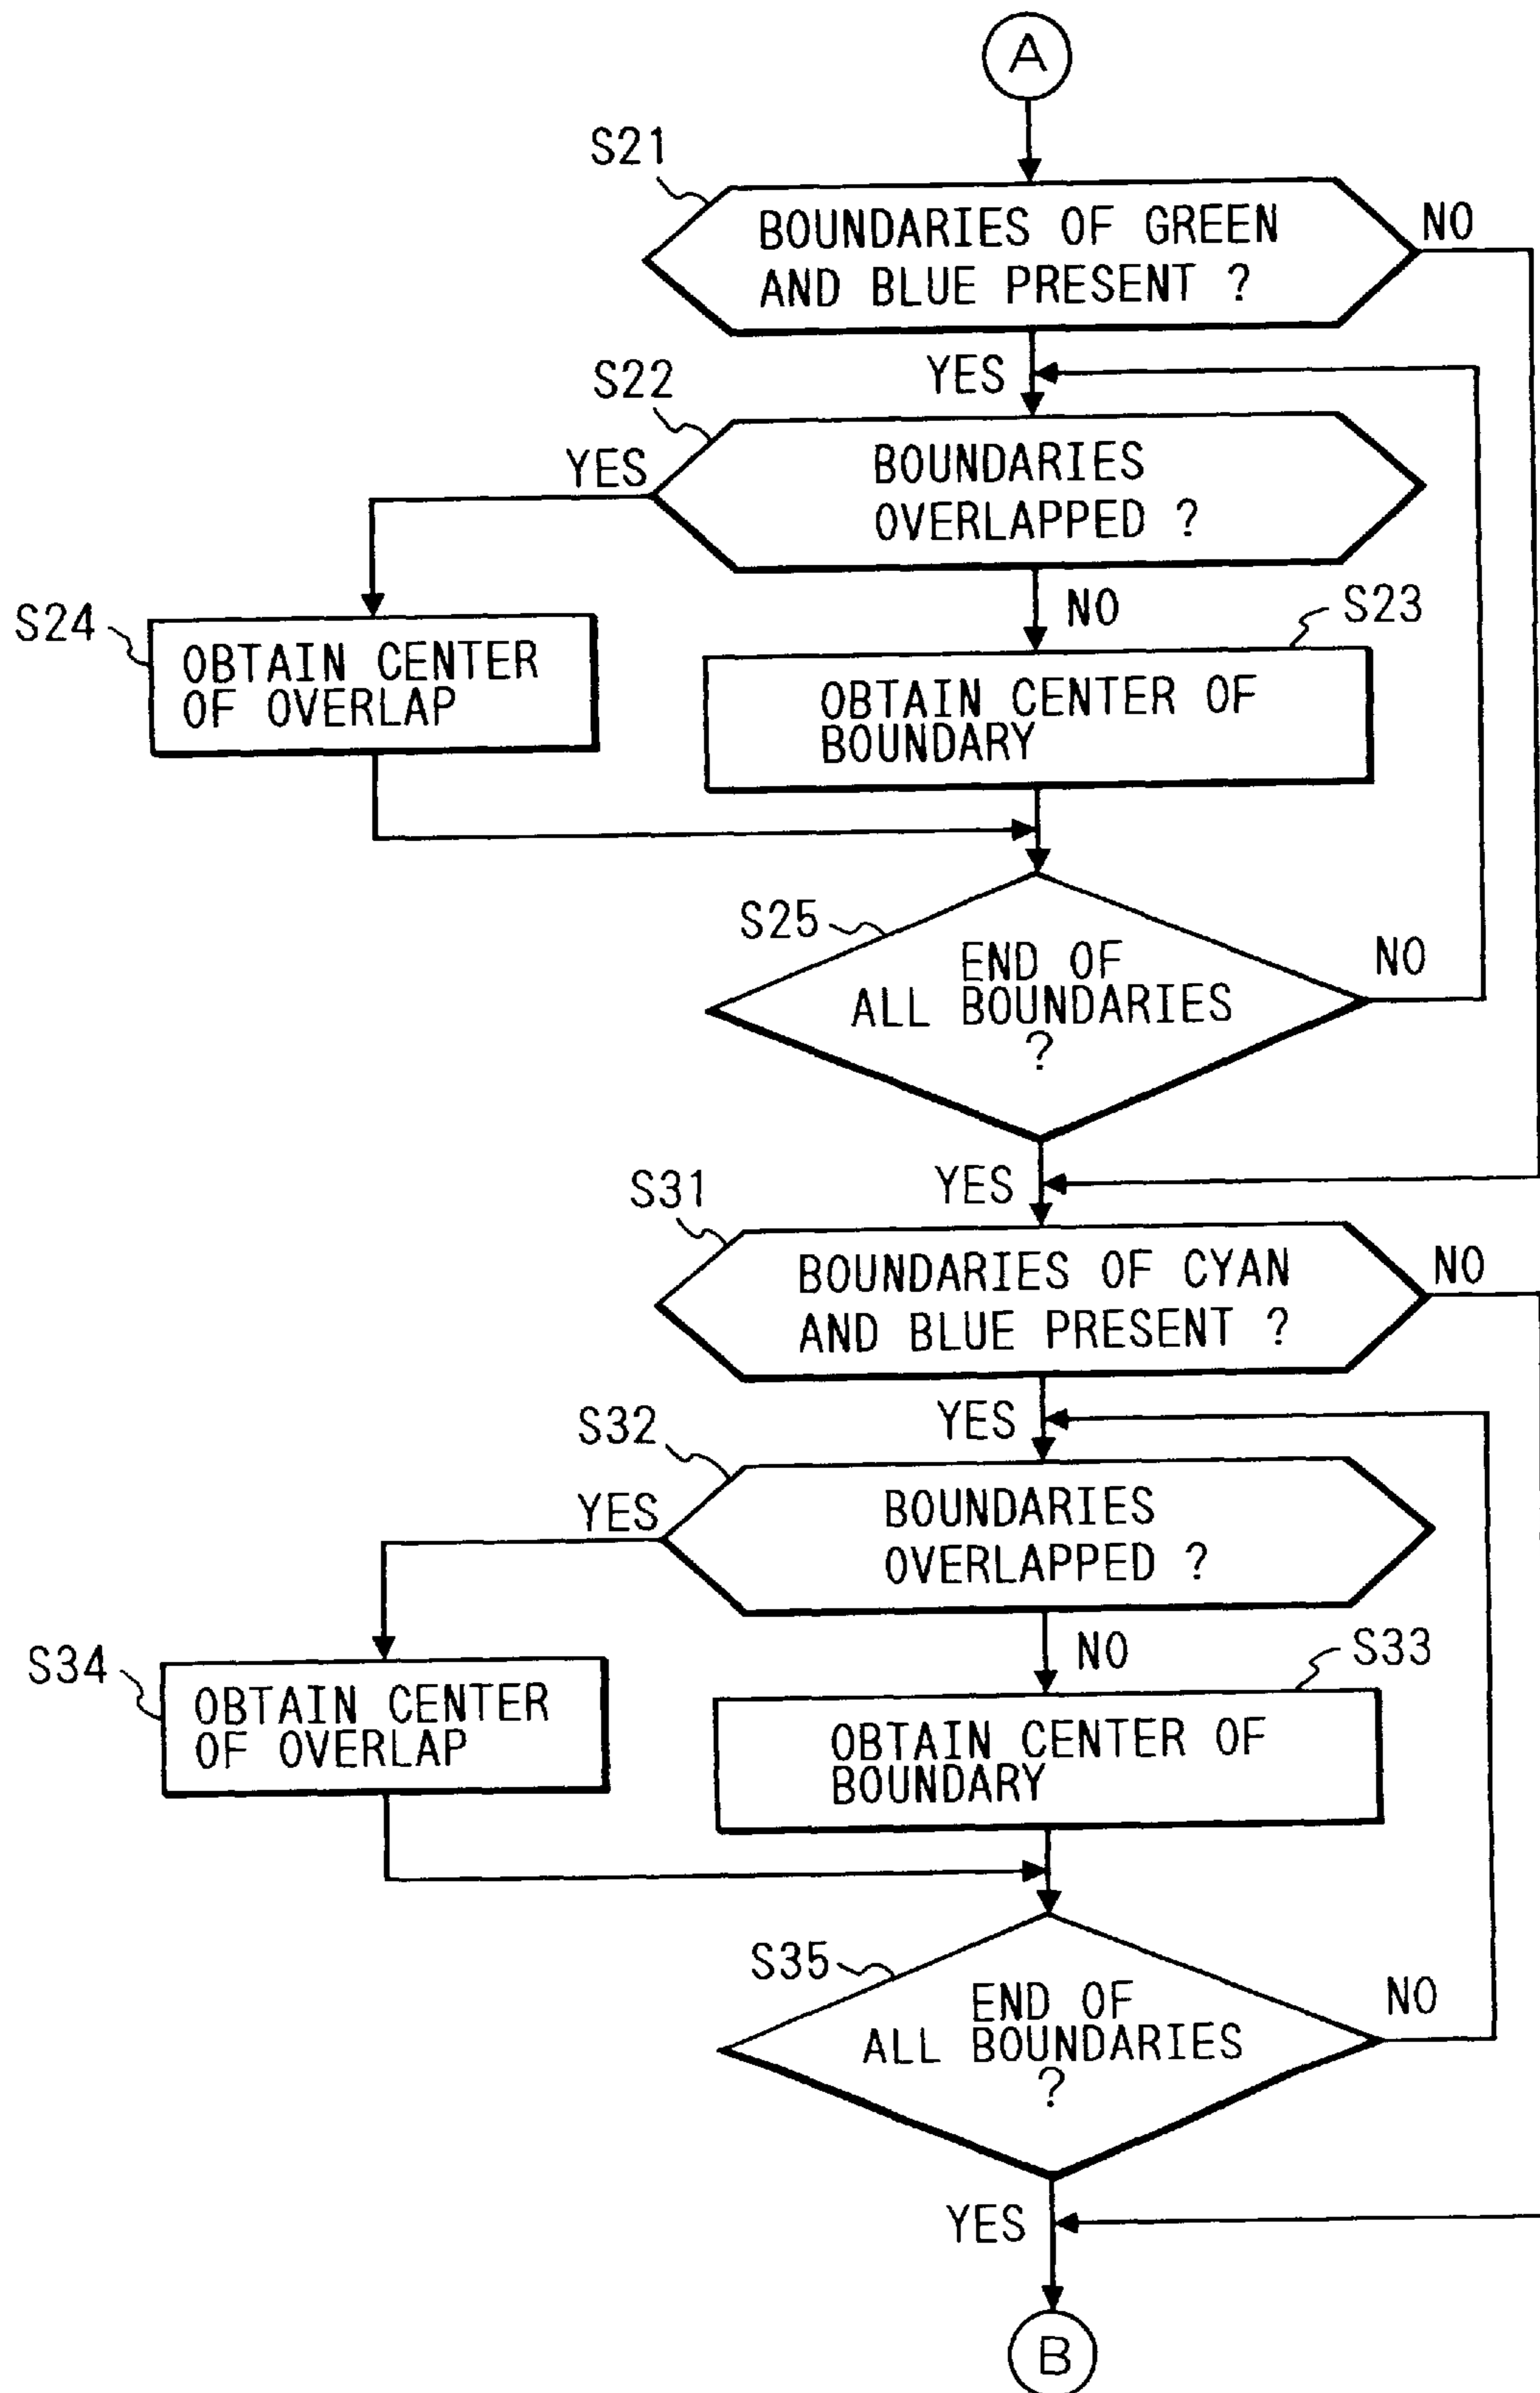 A
S21
BOUNDARIES OF GREEN
AND BLUE PRESENT ?
NO
YES
S22
YES
BOUNDARIES
OVERLAPPED ?
NO
S23
S24
OBTAIN CENTER
OF OVERLAP
OBTAIN CENTER OF
BOUNDARY
S25
END OF
ALL BOUNDARIES
?
NO
YES
S31
BOUNDARIES OF CYAN
AND BLUE PRESENT ?
NO
YES
S32
YES
BOUNDARIES
OVERLAPPED ?
NO
S33
S34
OBTAIN CENTER
OF OVERLAP
OBTAIN CENTER OF
BOUNDARY
S35
END OF
ALL BOUNDARIES
?
NO
YES
B